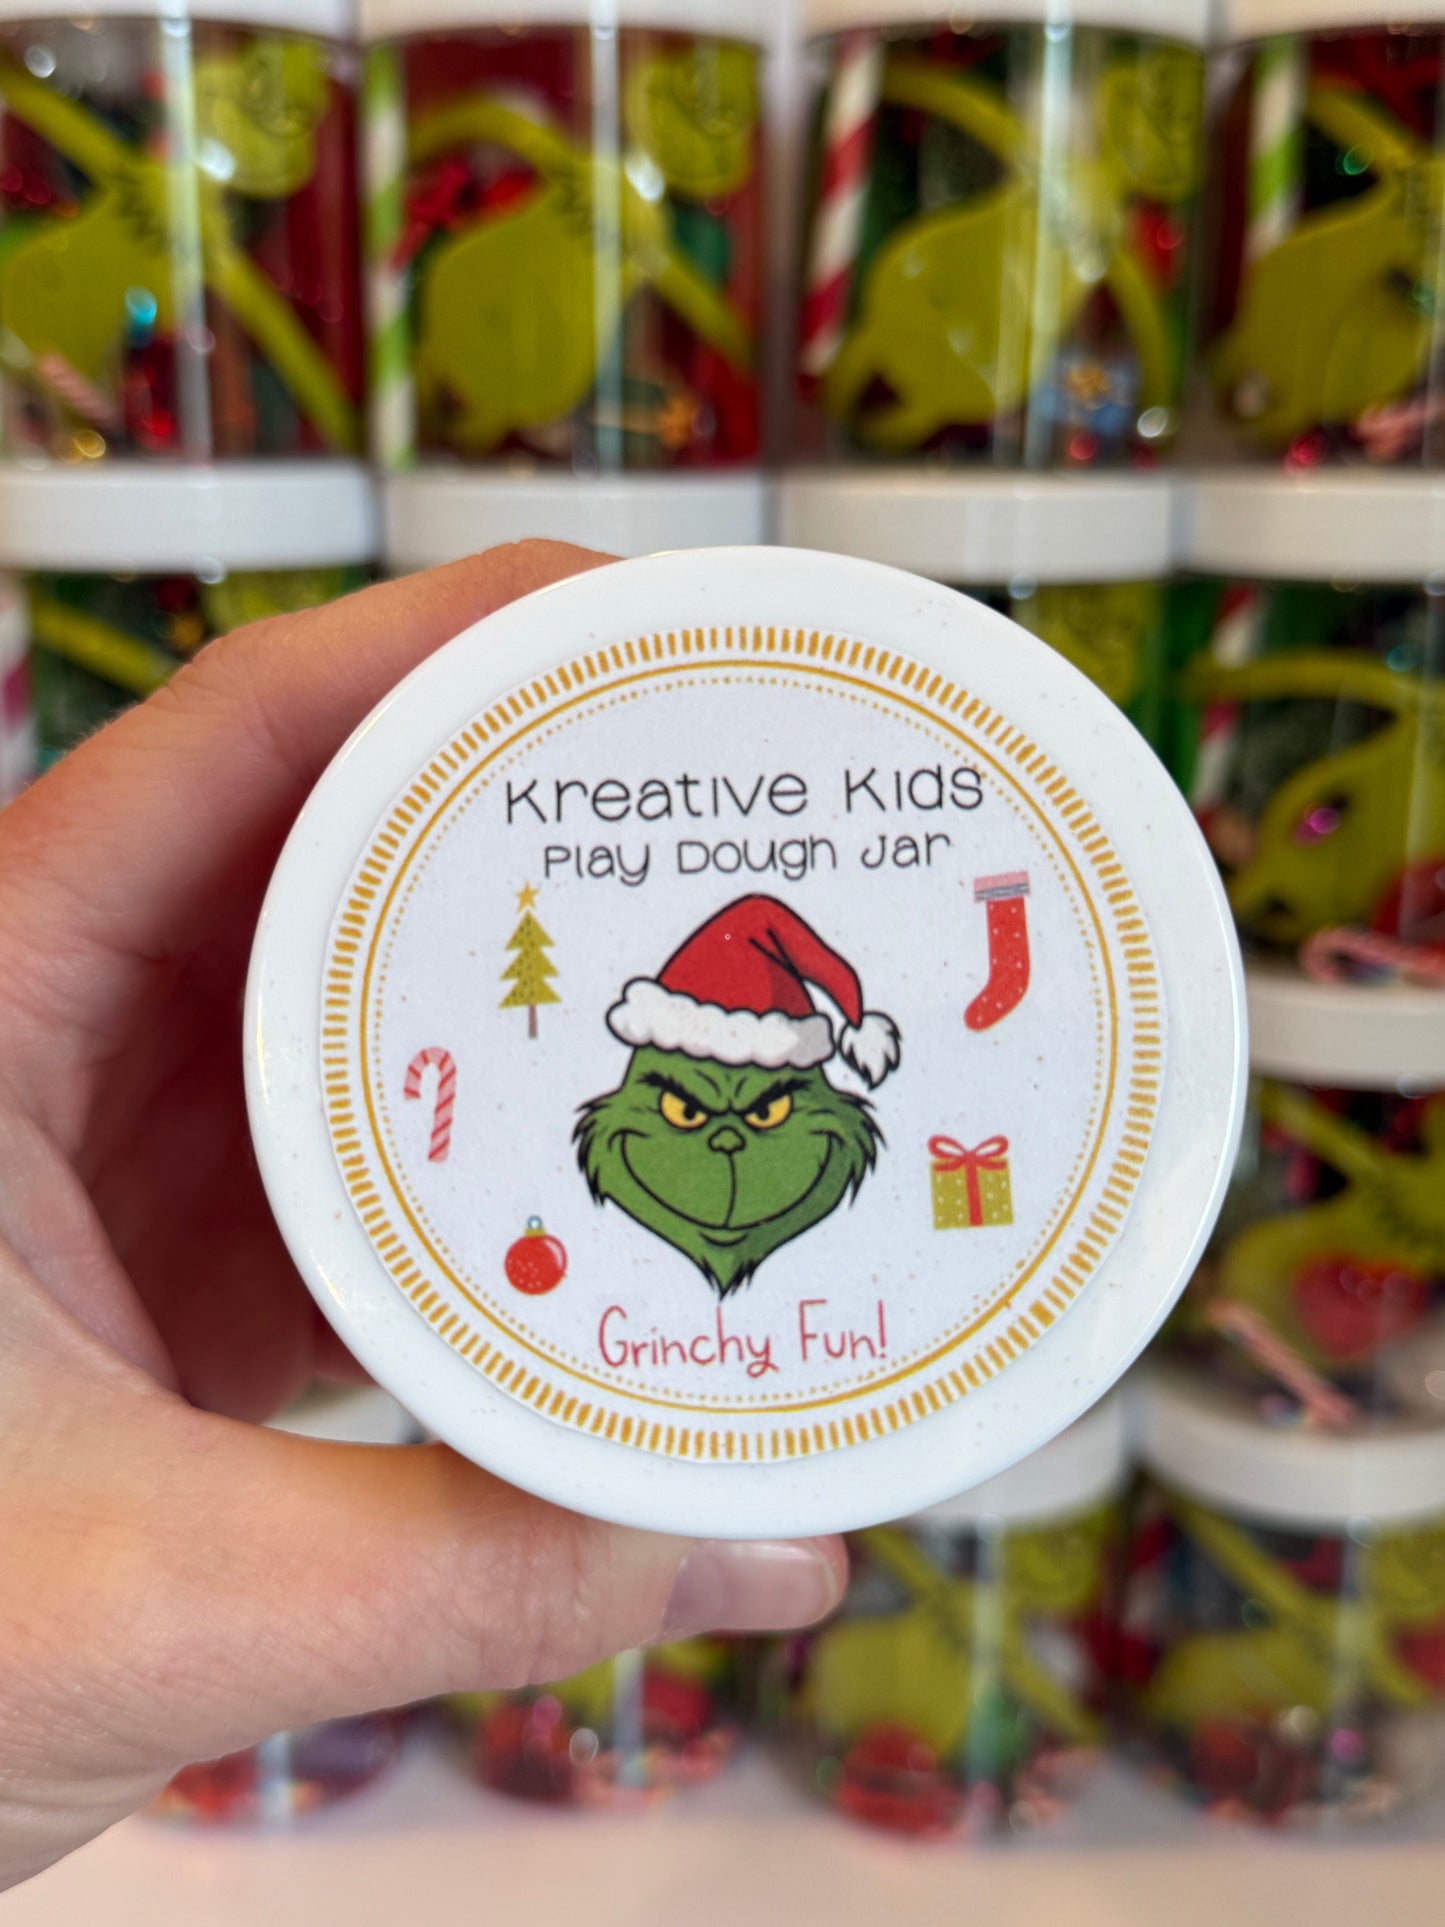 Kreative Kids
Play Dough Jar
Grinchy Fun!